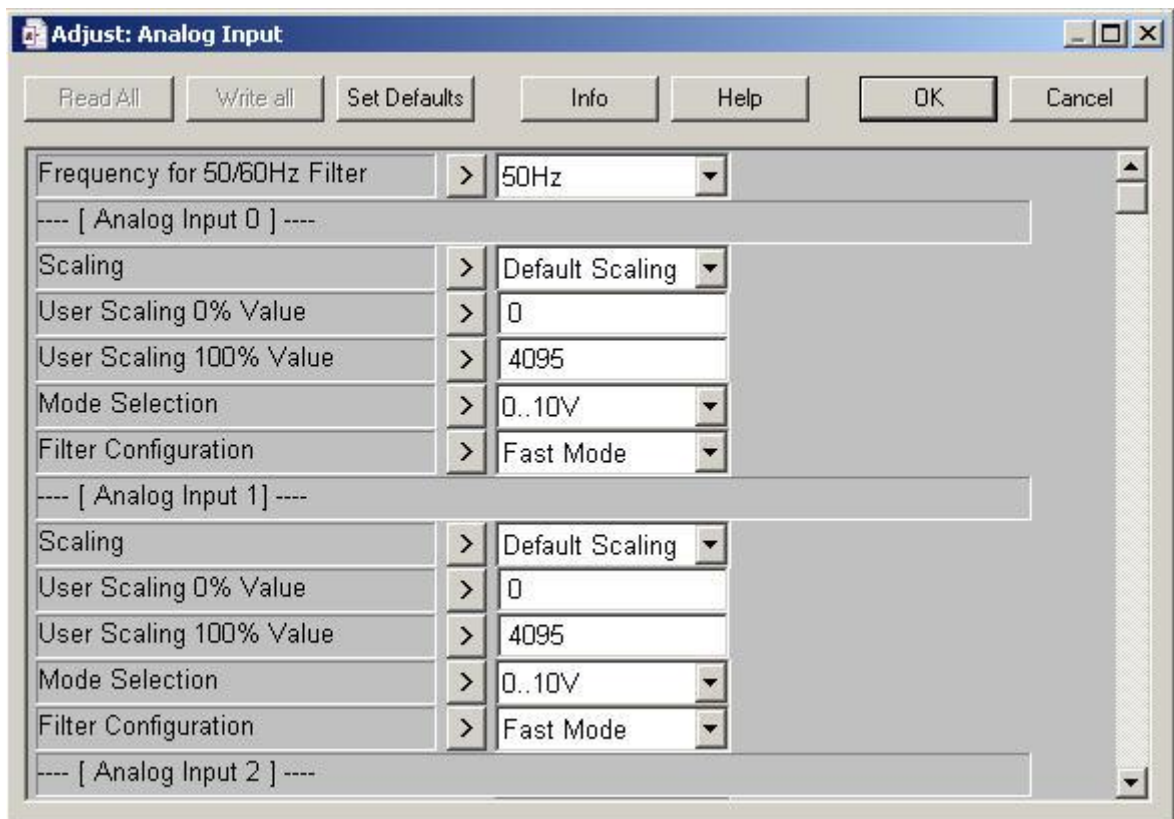 Adjust: Analog Input
Read All Write all Set Defaults Info Help OK Cancel
Frequency for 50/60Hz Filter > 50Hz
---- [ Analog Input 0 ] ----
Scaling > Default Scaling
User Scaling 0% Value > 0
User Scaling 100% Value > 4095
Mode Selection > 0..10V
Filter Configuration > Fast Mode
---- [ Analog Input 1] ----
Scaling > Default Scaling
User Scaling 0% Value > 0
User Scaling 100% Value > 4095
Mode Selection > 0..10V
Filter Configuration > Fast Mode
---- [ Analog Input 2 ] ----